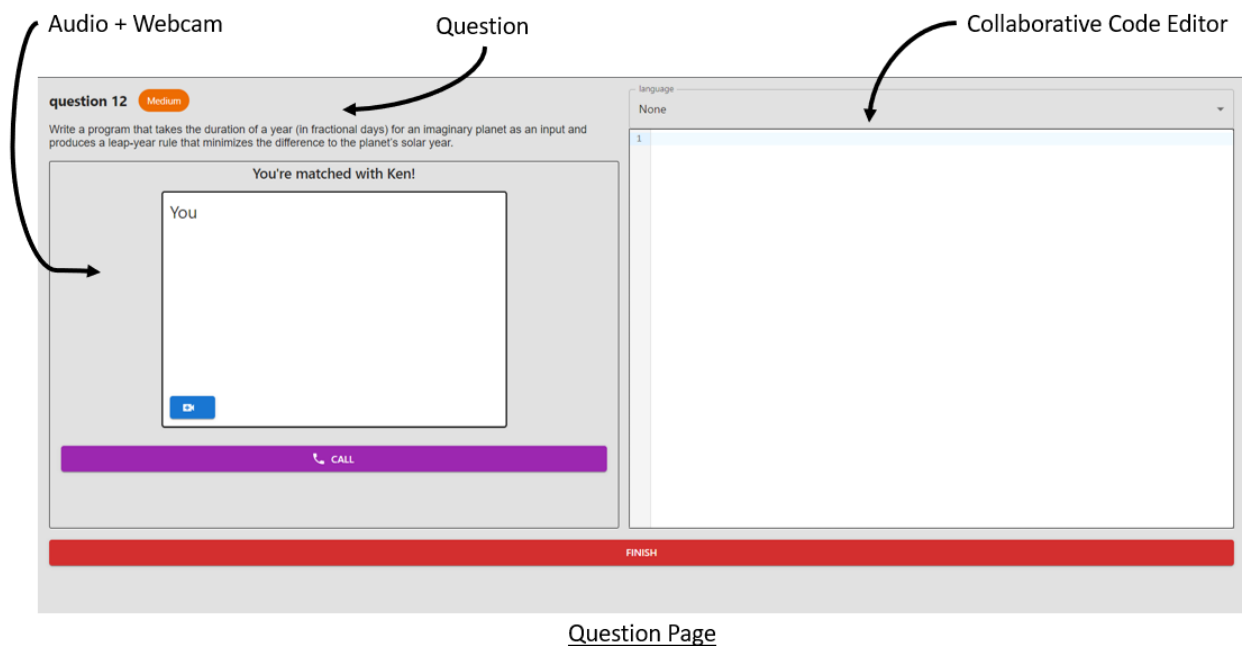 Audio + Webcam
Question
Collaborative Code Editor
question 12 Medium
Write a program that takes the duration of a year (in fractional days) for an imaginary planet as an input and
produces a leap-year rule that minimizes the difference to the planet's solar year.
You're matched with Ken!
You
CALL
language
None
1
FINISH
Question Page